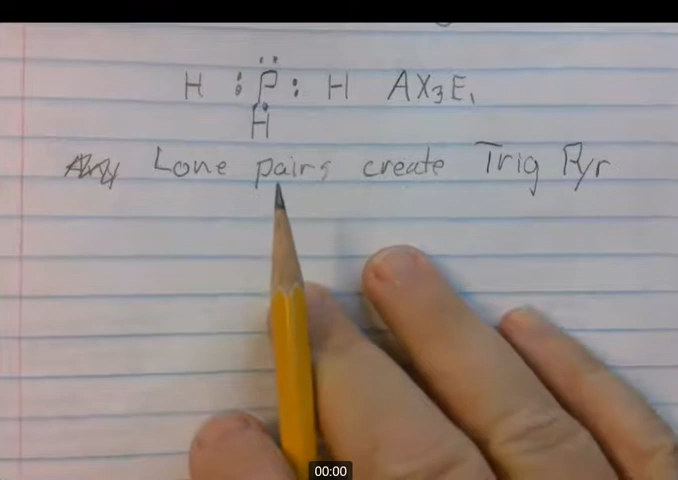 H : P̈ : H AX₃E₁
H
Lone pairs create Trig Pyr
00:00